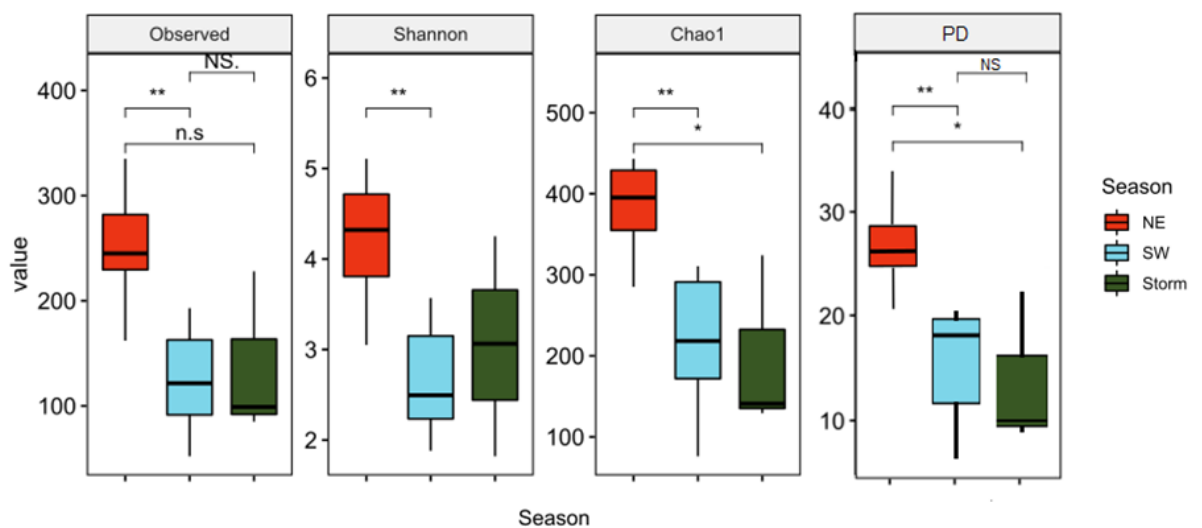 Observed
Shannon
Chao1
PD
value
400
300
200
100
NS.
**
n.s
6
5
4
3
2
**
500
400
300
200
100
**
*
40
30
20
10
NS
**
*
Season
NE
SW
Storm
Season